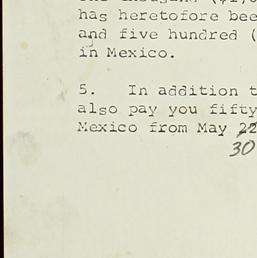 has heretofore bee
and five hundred (
in Mexico.
5. In addition t
also pay you fifty
Mexico from May 22
30